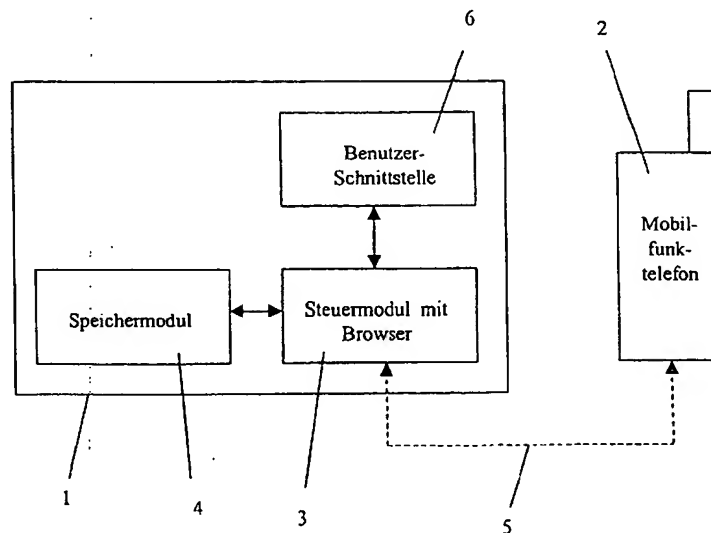 6
2
Benutzer-
Schnittstelle
Mobil-
funk-
telefon
Speichermodul
Steuermodul mit
Browser
1
4
3
5